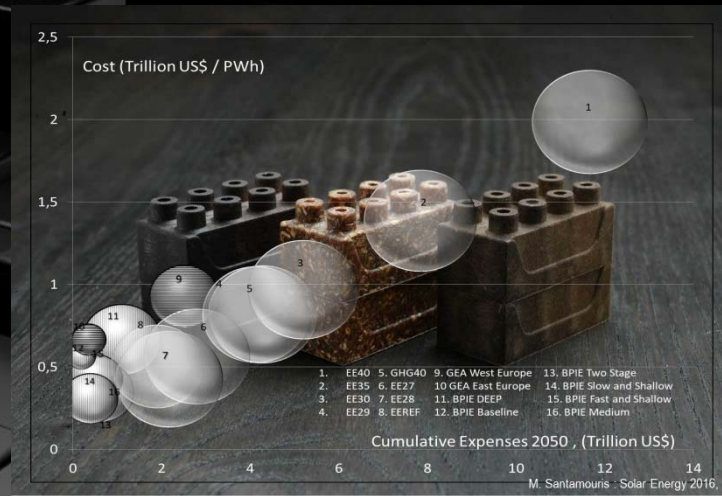 2,5
Cost (Trillion US$ / PWh)
2
1
1,5
2
3
1
9
4
5
11
8
6
7
0,5
14
16
13
1. EE40 5. GHG40 9. GEA West Europe 13. BPIE Two Stage
2. EE35 6. EE27 10 GEA East Europe 14. BPIE Slow and Shallow
3. EE30 7. EE28 11. BPIE DEEP 15. BPIE Fast and Shallow
4. EE29 8. EEREF 12. BPIE Baseline 16. BPIE Medium
0
Cumulative Expenses 2050 , (Trillion US$)
0 2 4 6 8 10 12 14
M. Santamouris : Solar Energy 2016,